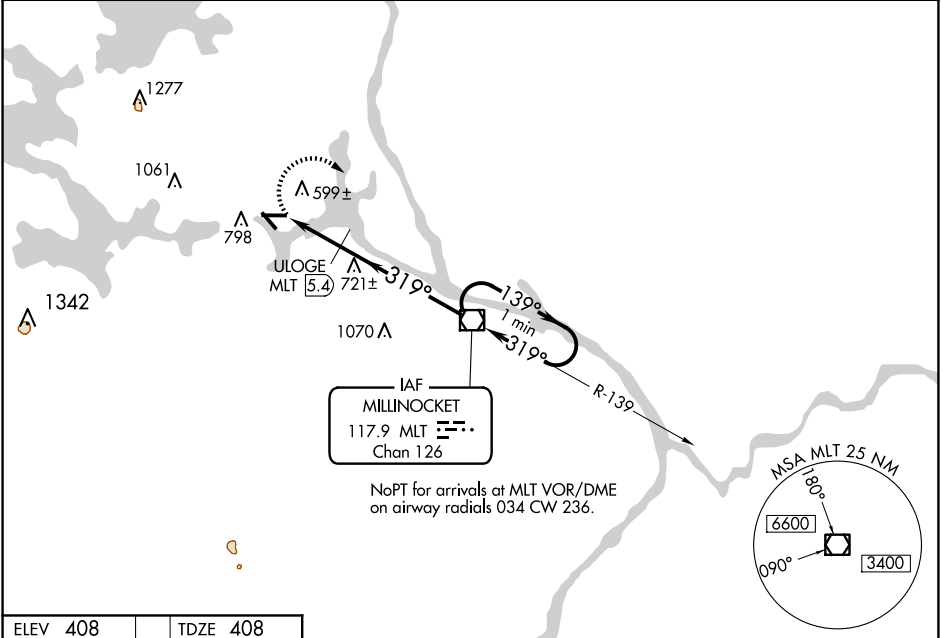 1277
1061
599±
798
ULOGE
MLT 5.4
721±
319°
139°
1 min
319°
1342
1070
R-139
IAF
MILLINOCKET
117.9 MLT
Chan 126
NoPT for arrivals at MLT VOR/DME
on airway radials 034 CW 236.
MSA MLT 25 NM
180°
6600
090°
3400
ELEV 408 TDZE 408